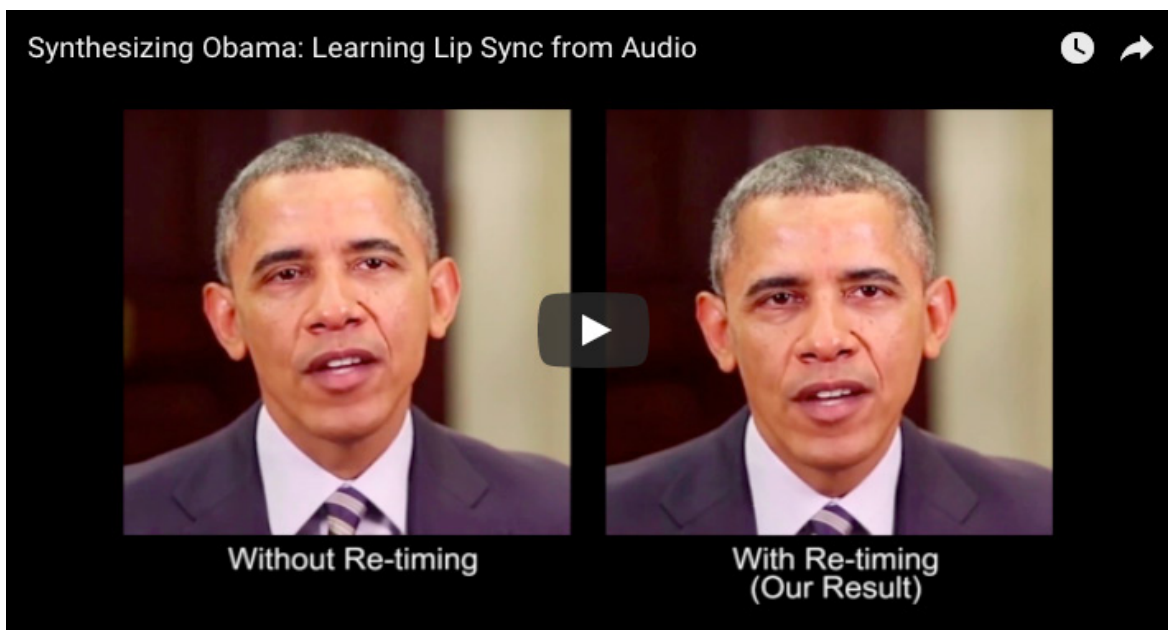 Synthesizing Obama: Learning Lip Sync from Audio
Without Re-timing
With Re-timing
(Our Result)